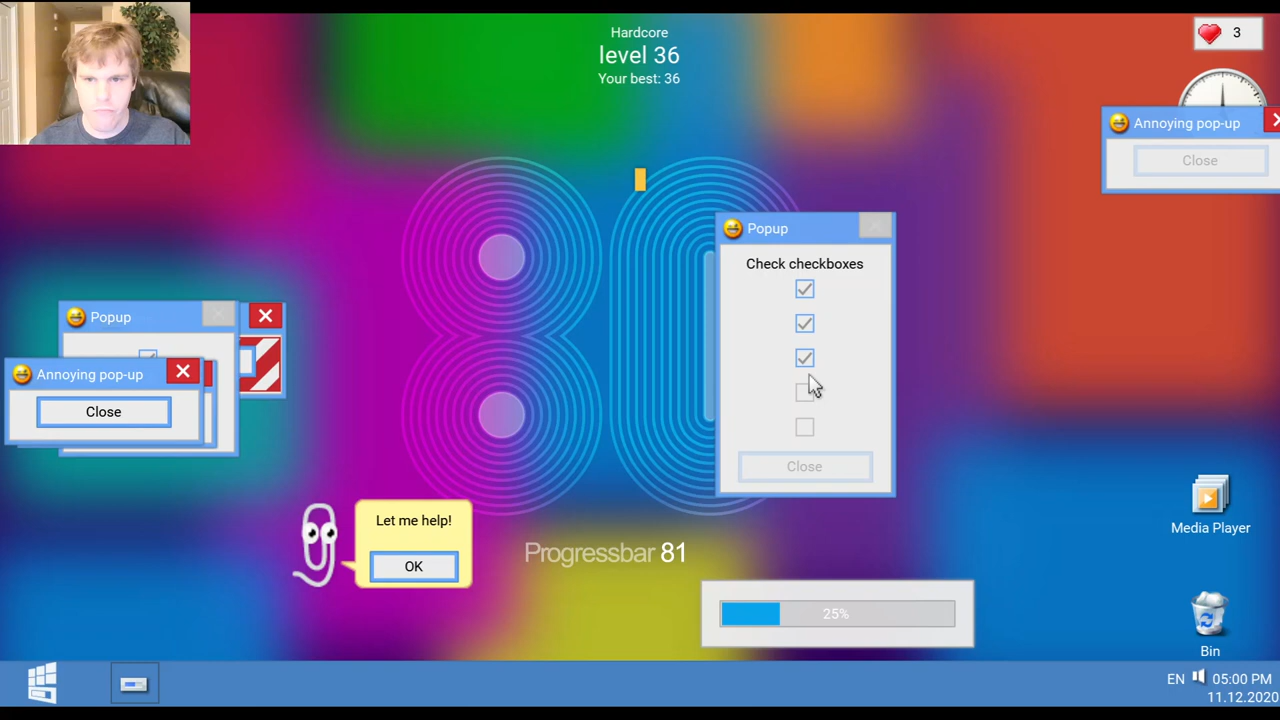 Hardcore
level 36
Your best: 36
3
Annoying pop-up
Close
Popup
Check checkboxes
Close
Popup
Annoying pop-up
Close
Let me help!
OK
Progressbar 81
25%
Media Player
Bin
EN 05:00 PM
11.12.2020
80